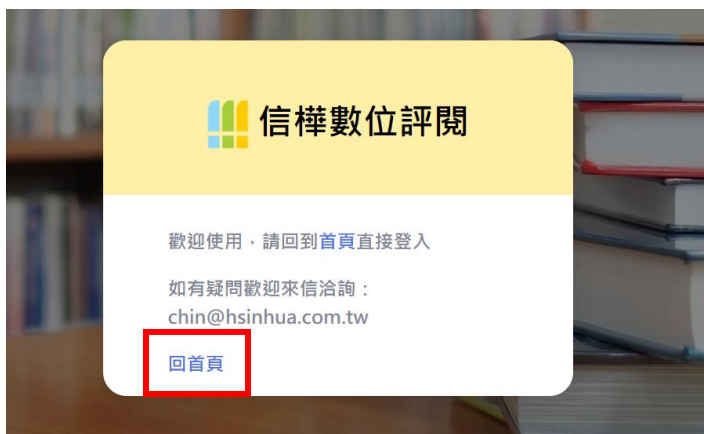 信樺數位評閱
歡迎使用，請回到首頁直接登入
如有疑問歡迎來信洽詢：
chin@hsinhua.com.tw
回首頁